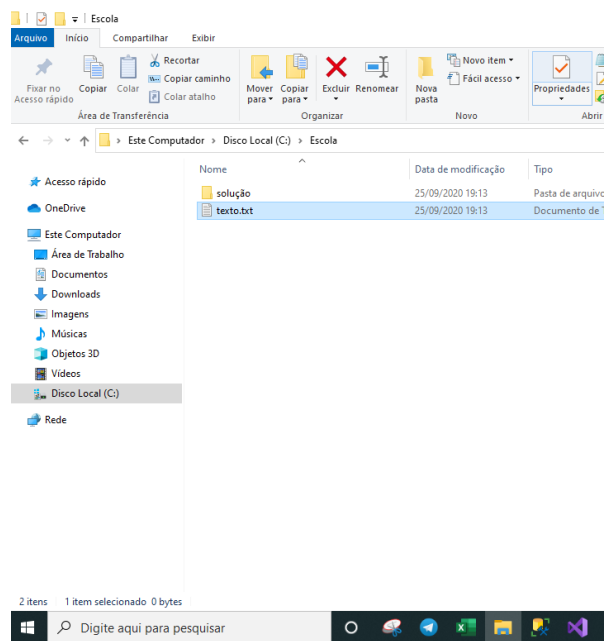 Escola
Arquivo Início Compartilhar Exibir
Fixar no Acesso rápido
Copiar
Colar
Recortar
Copiar caminho
Colar atalho
Mover para
Copiar para
Excluir
Renomear
Nova pasta
Novo item
Fácil acesso
Propriedades
Área de Transferência Organizar Novo Abrir
Este Computador > Disco Local (C:) > Escola
Nome Data de modificação Tipo
solução 25/09/2020 19:13 Pasta de arquivo
texto.txt 25/09/2020 19:13 Documento de
Acesso rápido
OneDrive
Este Computador
Área de Trabalho
Documentos
Downloads
Imagens
Músicas
Objetos 3D
Vídeos
Disco Local (C:)
Rede
2 itens 1 item selecionado 0 bytes
Digite aqui para pesquisar